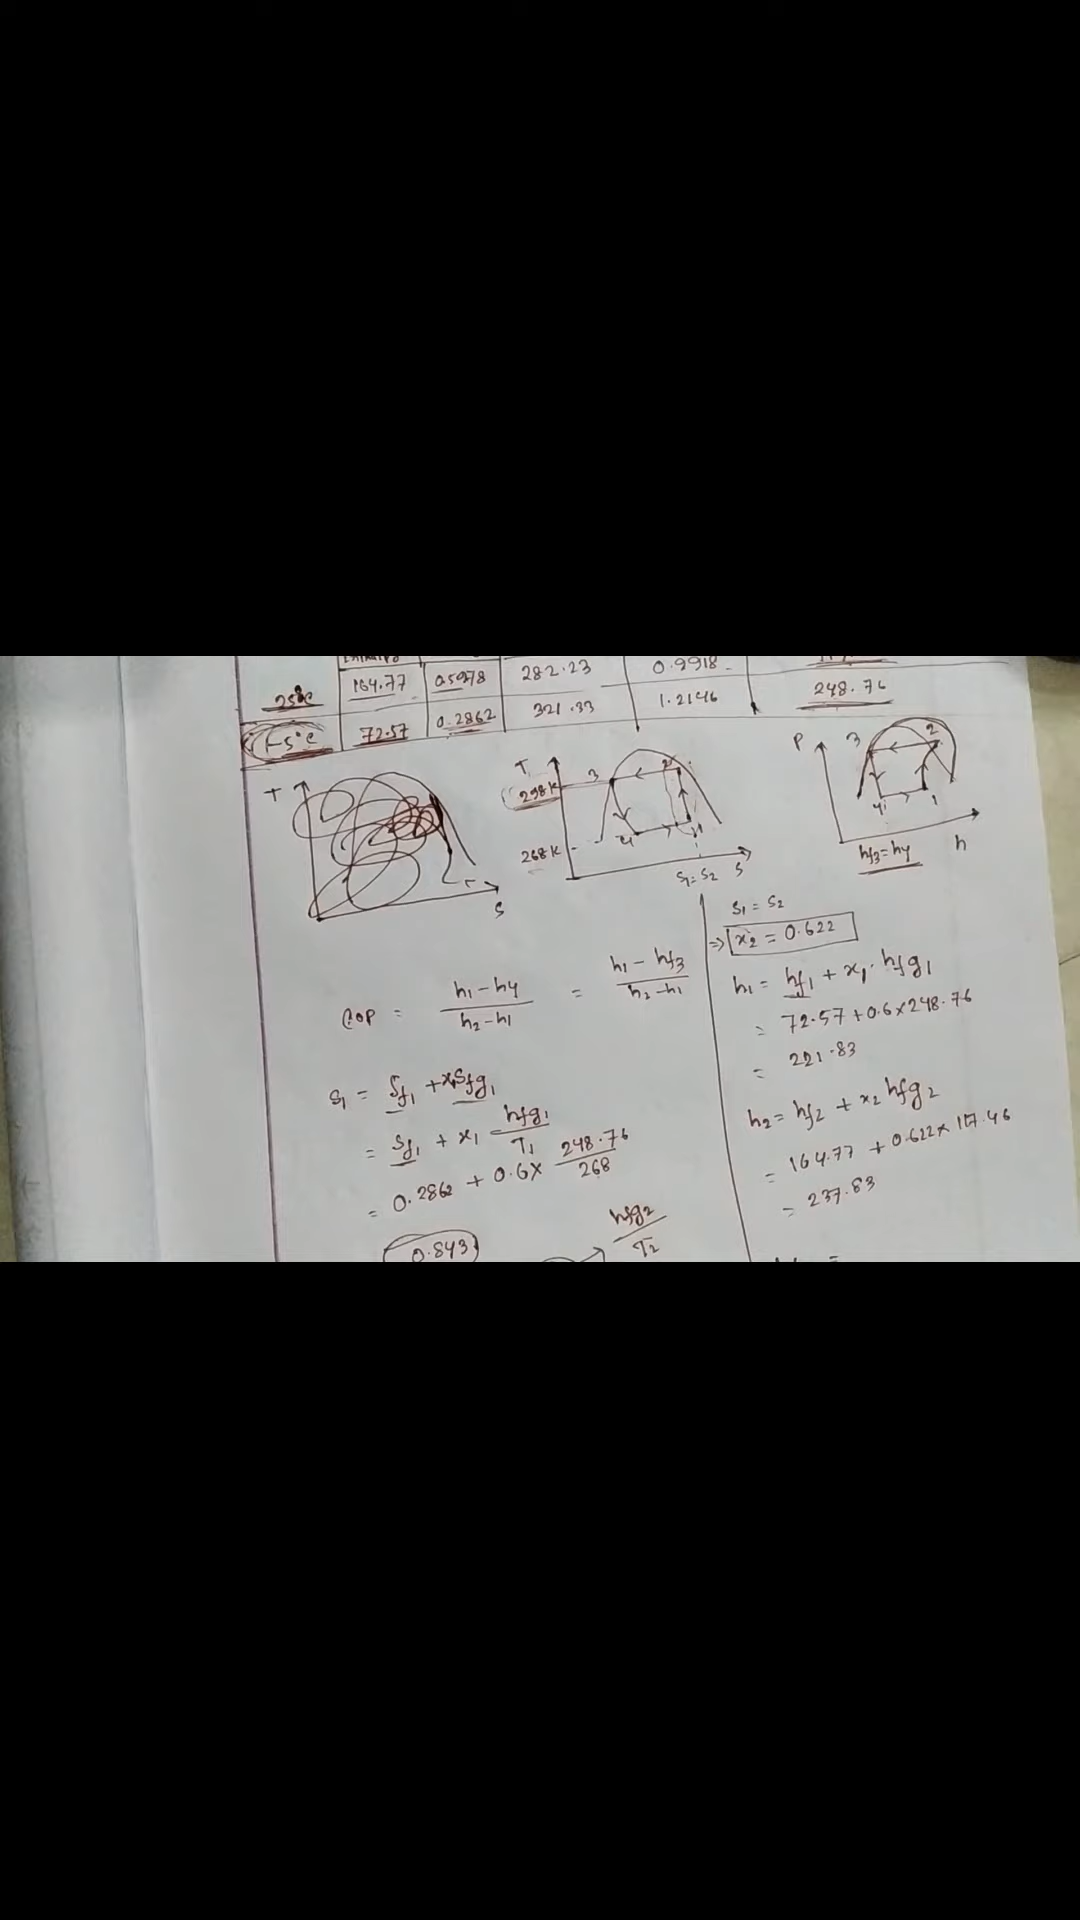 25°C 164.77 0.5978 282.23 0.9918
-5°C 72.57 0.2862 321.33 1.2146 248.76
T
S
T
298K
268K
3
2
4
1
S1 = S2 S
P
3
2
4
1
hf3 = h4
h
COP = h1 - h4 / h2 - h1 = h1 - hf3 / h2 - h1
S1 = Sf1 + x1Sfg1
= Sf1 + x1 hfg1 / T1
= 0.2862 + 0.6 × 248.76 / 268
= 0.843
hfg2 / T2
S1 = S2
⇒ x2 = 0.622
h1 = hf1 + x1 · hfg1
= 72.57 + 0.6 × 248.76
= 221.83
h2 = hf2 + x2 hfg2
= 164.77 + 0.622 × 117.46
= 237.83